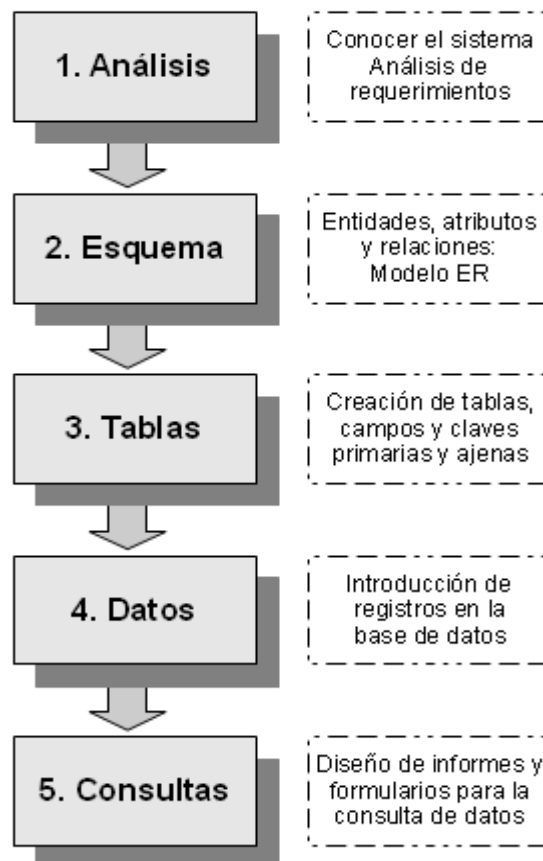 1. Análisis
Conocer el sistema
Análisis de
requerimientos
2. Esquema
Entidades, atributos
y relaciones:
Modelo ER
3. Tablas
Creación de tablas,
campos y claves
primarias y ajenas
4. Datos
Introducción de
registros en la
base de datos
5. Consultas
Diseño de informes y
formularios para la
consulta de datos